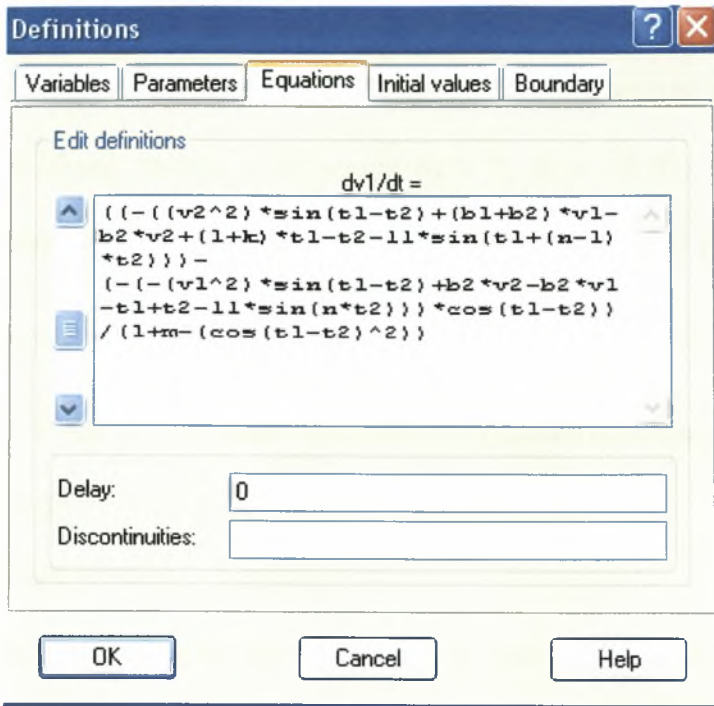 Definitions
Variables
Parameters
Equations
Initial values
Boundary
Edit definitions
dv1/dt =
((-((v2^2)*sin(t1-t2)+(b1+b2)*v1-
b2*v2+(1+k)*t1-t2-l1*sin(t1+(n-1)
*t2)))-
(-(-(v1^2)*sin(t1-t2)+b2*v2-b2*v1
-t1+t2-l1*sin(n*t2)))*cos(t1-t2))
/(1+m-(cos(t1-t2)^2))
Delay:
0
Discontinuities:
OK
Cancel
Help